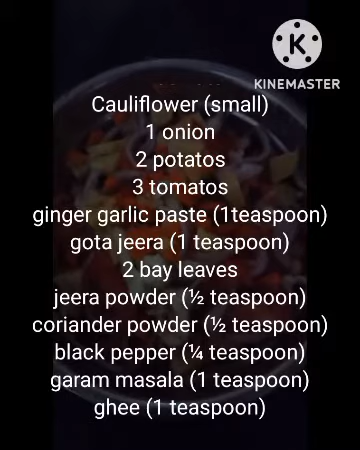 K
KINEMASTER
Cauliflower (small)
1 onion
2 potatos
3 tomatos
ginger garlic paste (1teaspoon)
gota jeera (1 teaspoon)
2 bay leaves
jeera powder (½ teaspoon)
coriander powder (½ teaspoon)
black pepper (¼ teaspoon)
garam masala (1 teaspoon)
ghee (1 teaspoon)